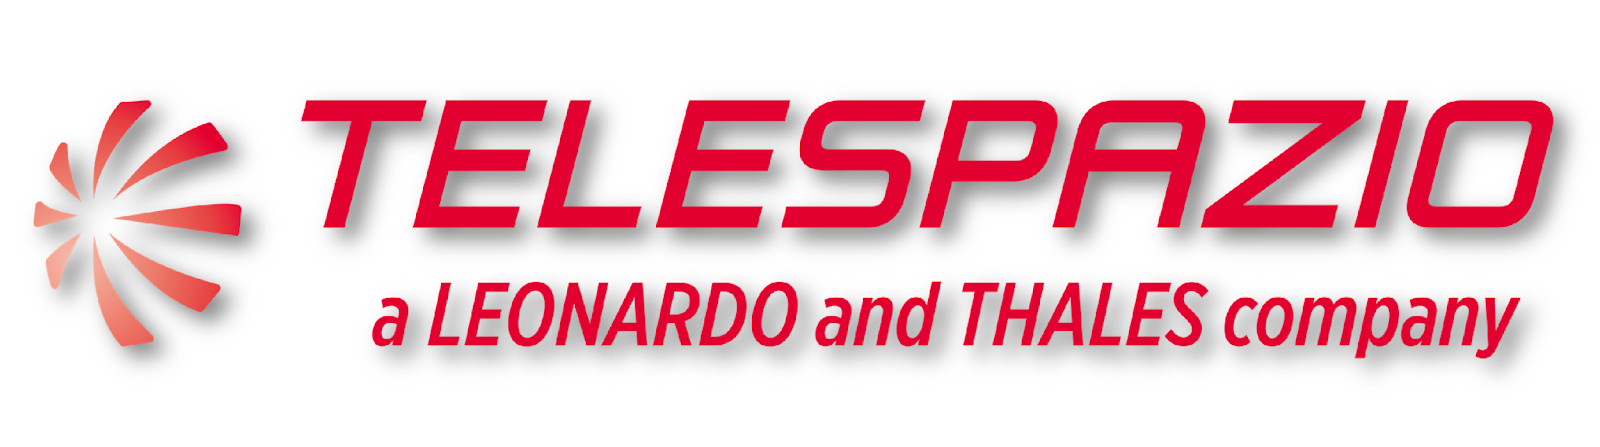 TELESPAZIO
a LEONARDO and THALES company